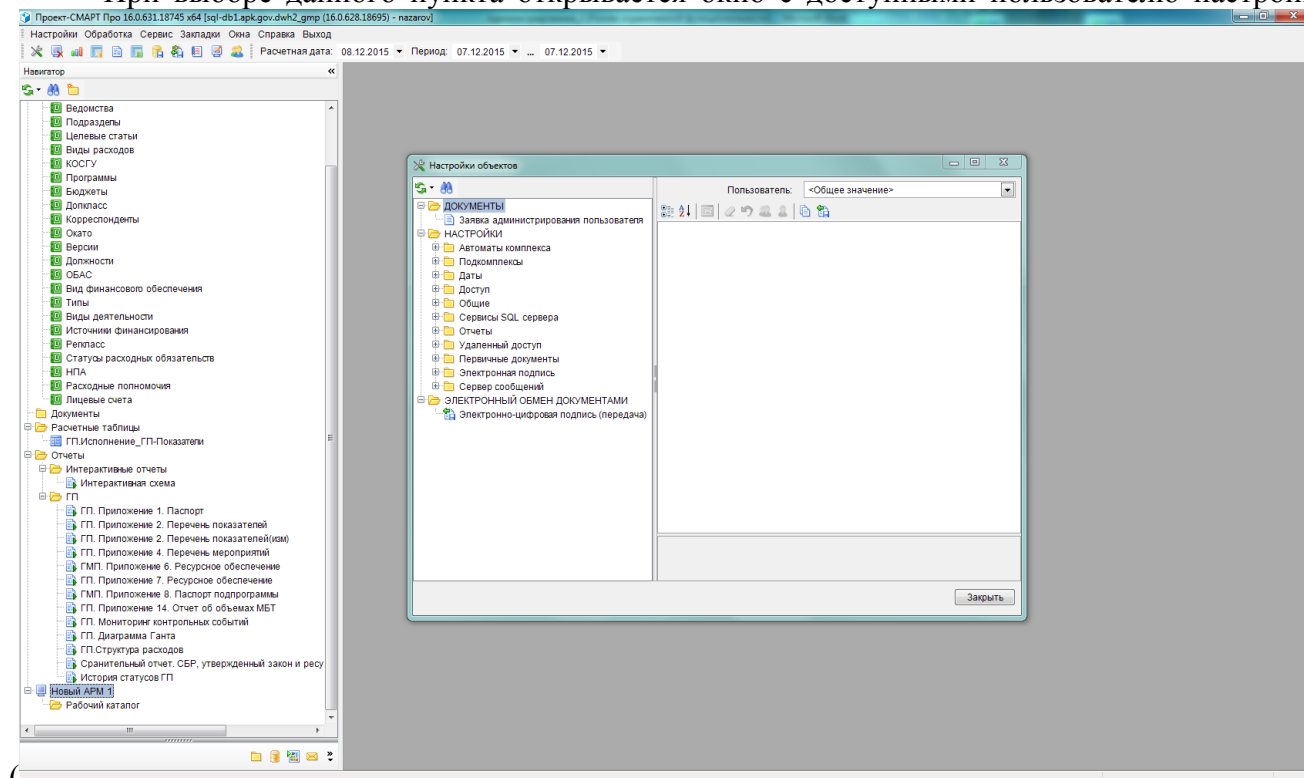 При выборе данного пункта открывается окно с доступными пользователю
Проект-СМАРТ Про 16.0.631.18745 x64 [sql-db1.apk.gov.dwh2_gmp (16.0.628.18695) - nazarov]
Настройки Обработка Сервис Закладки Окна Справка Выход
Расчетная дата: 08.12.2015 Период: 07.12.2015 ... 07.12.2015
Навигатор
Ведомства
Подразделы
Целевые статьи
Виды расходов
КОСГУ
Программы
Бюджеты
Допкласс
Корреспонденты
Окато
Версии
Должности
ОБАС
Вид финансового обеспечения
Типы
Виды деятельности
Источники финансирования
Репкласс
Статусы расходных обязательств
НПА
Расходные полномочия
Лицевые счета
Документы
Расчетные таблицы
ГП.Исполнение_ГП-Показатели
Отчеты
Интерактивные отчеты
Интерактивная схема
ГП
ГП. Приложение 1. Паспорт
ГП. Приложение 2. Перечень показателей
ГП. Приложение 2. Перечень показателей(изм)
ГП. Приложение 4. Перечень мероприятий
ГМП. Приложение 6. Ресурсное обеспечение
ГП. Приложение 7. Ресурсное обеспечение
ГМП. Приложение 8. Паспорт подпрограммы
ГП. Приложение 14. Отчет об объемах МБТ
ГП. Мониторинг контрольных событий
ГП. Диаграмма Ганта
ГП.Структура расходов
Сранительный отчет. СБР, утвержденный закон и ресу
История статусов ГП
Новый АРМ 1
Рабочий каталог
Настройки объектов
ДОКУМЕНТЫ
Заявка администрирования пользователя
НАСТРОЙКИ
Автоматы комплекса
Подкомплексы
Даты
Доступ
Общие
Сервисы SQL сервера
Отчеты
Удаленный доступ
Первичные документы
Электронная подпись
Сервер сообщений
ЭЛЕКТРОННЫЙ ОБМЕН ДОКУМЕНТАМИ
Электронно-цифровая подпись (передача)
Пользователь: <Общее значение>
Закрыть
(